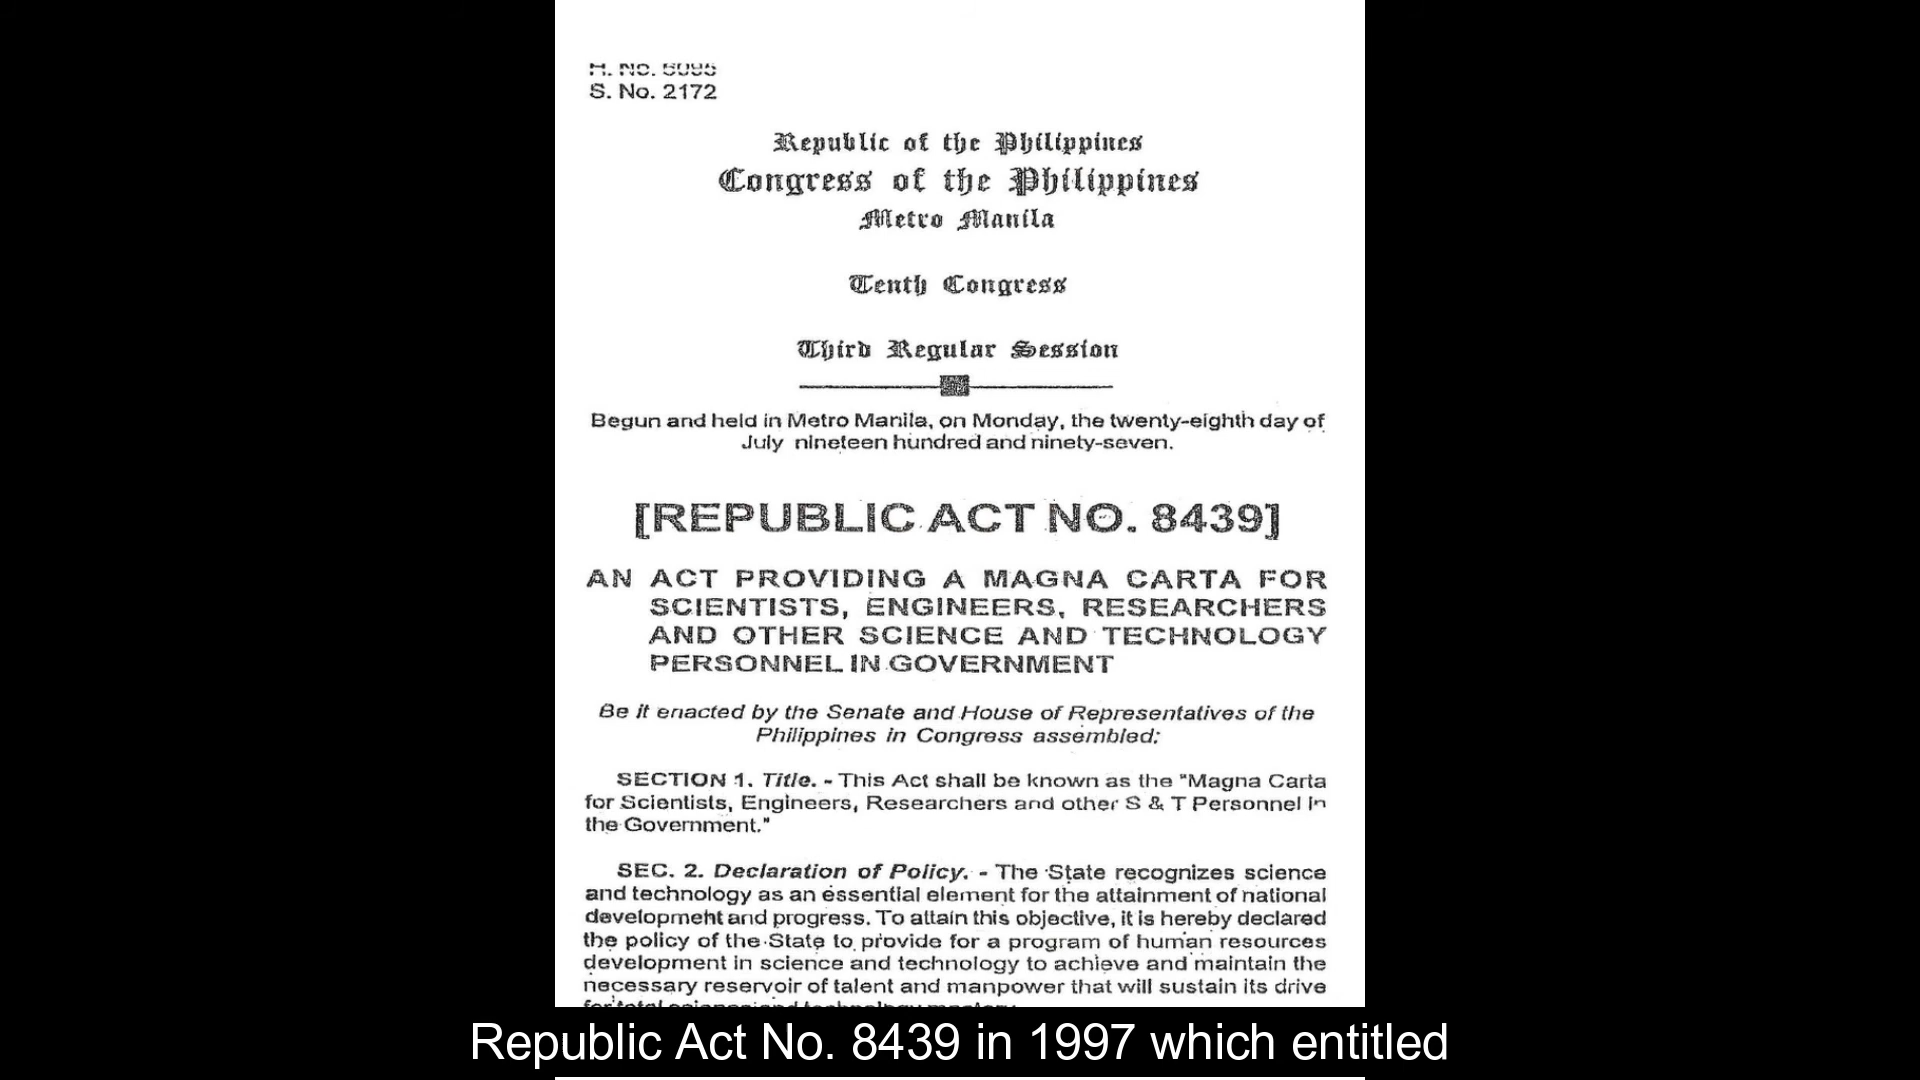 S. No. 2172
Republic of the Philippines
Congress of the Philippines
Metro Manila
Tenth Congress
Third Regular Session
Begun and held in Metro Manila, on Monday, the twenty-eighth day of
July nineteen hundred and ninety-seven.
[REPUBLIC ACT NO. 8439]
AN ACT PROVIDING A MAGNA CARTA FOR
SCIENTISTS, ENGINEERS, RESEARCHERS
AND OTHER SCIENCE AND TECHNOLOGY
PERSONNEL IN GOVERNMENT
Be it enacted by the Senate and House of Representatives of the
Philippines in Congress assembled:
SECTION 1. Title. - This Act shall be known as the "Magna Carta
for Scientists, Engineers, Researchers and other S & T Personnel in
the Government."
SEC. 2. Declaration of Policy. - The State recognizes science
and technology as an essential element for the attainment of national
development and progress. To attain this objective, it is hereby declared
the policy of the State to provide for a program of human resources
development in science and technology to achieve and maintain the
necessary reservoir of talent and manpower that will sustain its drive
Republic Act No. 8439 in 1997 which entitled